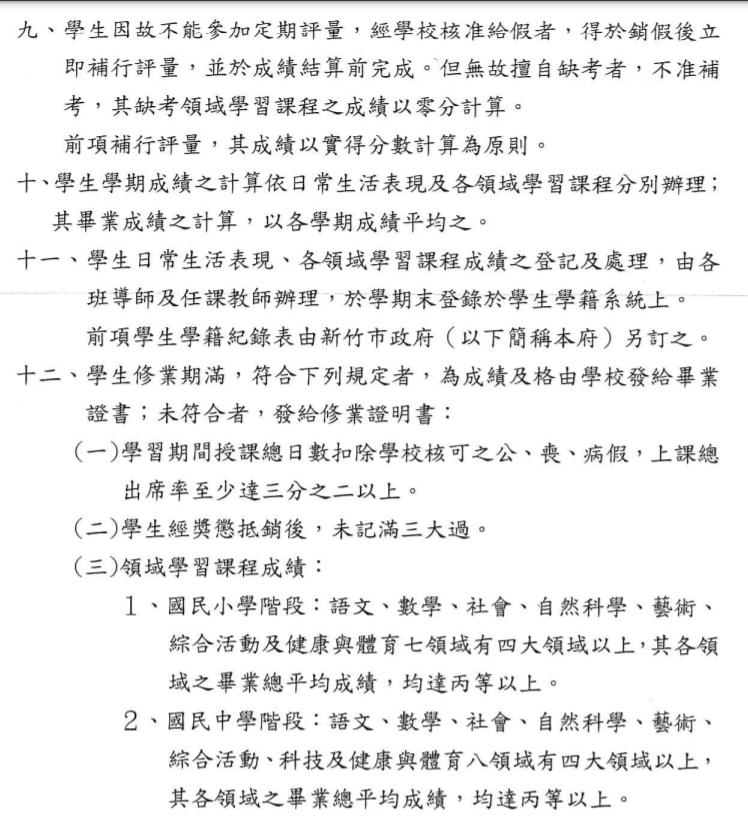 九、學生因故不能參加定期評量，經學校核准給假者，得於銷假後立
即補行評量，並於成績結算前完成。但無故擅自缺考者，不准補
考，其缺考領域學習課程之成績以零分計算。
前項補行評量，其成績以實得分數計算為原則。
十、學生學期成績之計算依日常生活表現及各領域學習課程分別辦理；
其畢業成績之計算，以各學期成績平均之。
十一、學生日常生活表現、各領域學習課程成績之登記及處理，由各
班導師及任課教師辦理，於學期末登錄於學生學籍系統上。
前項學生學籍紀錄表由新竹市政府（以下簡稱本府）另訂之。
十二、學生修業期滿，符合下列規定者，為成績及格由學校發給畢業
證書；未符合者，發給修業證明書：
(一)學習期間授課總日數扣除學校核可之公、喪、病假，上課總
出席率至少達三分之二以上。
(二)學生經獎懲抵銷後，未記滿三大過。
(三)領域學習課程成績：
１、國民小學階段：語文、數學、社會、自然科學、藝術、
綜合活動及健康與體育七領域有四大領域以上，其各領
域之畢業總平均成績，均達丙等以上。
２、國民中學階段：語文、數學、社會、自然科學、藝術、
綜合活動、科技及健康與體育八領域有四大領域以上，
其各領域之畢業總平均成績，均達丙等以上。